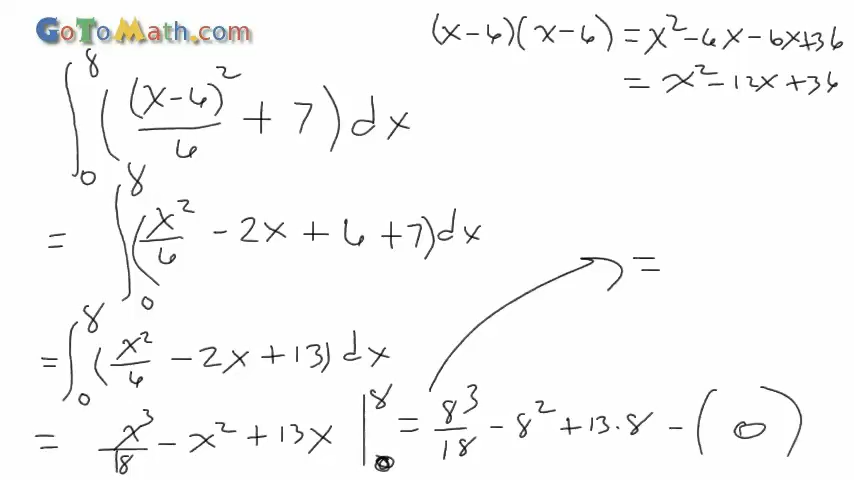 GoToMath.com
(x-6)(x-6) = x² - 6x - 6x + 36
= x² - 12x + 36
∫₀⁸ ((x-6)²/6 + 7) dx
= ∫₀⁸ (x²/6 - 2x + 6 + 7) dx
=
= ∫₀⁸ (x²/6 - 2x + 13) dx
= x³/18 - x² + 13x |₀⁸ = 8³/18 - 8² + 13·8 - (0)